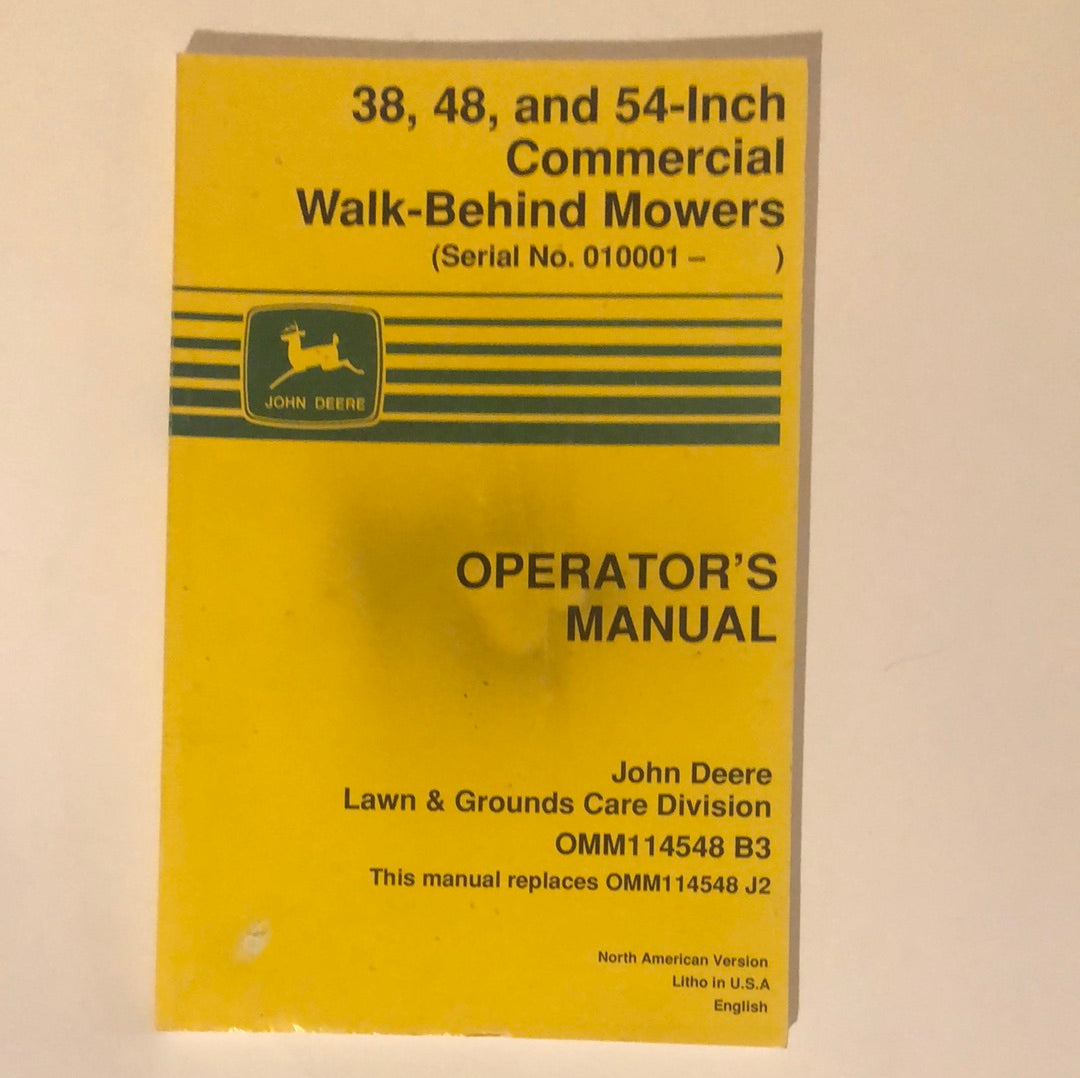 38, 48, and 54-Inch
Commercial
Walk-Behind Mowers
(Serial No. 010001 – )
JOHN DEERE
OPERATOR'S
MANUAL
John Deere
Lawn & Grounds Care Division
OMM114548 B3
This manual replaces OMM114548 J2
North American Version
Litho in U.S.A
English